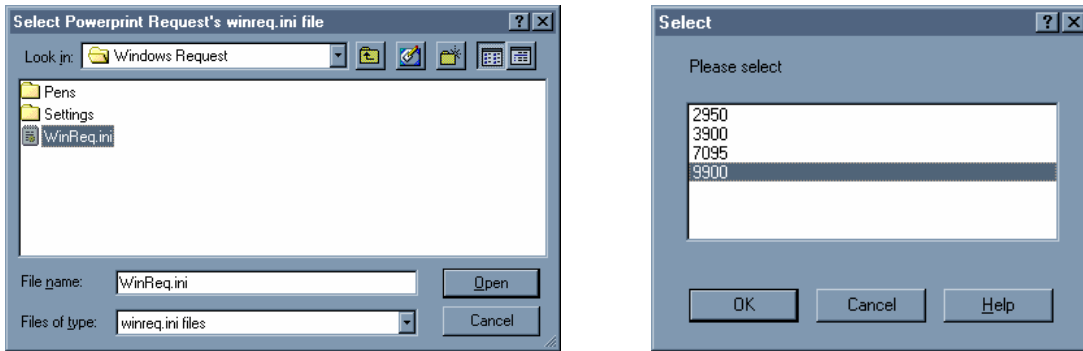 Select Powerprint Request's winreq.ini file
Look in: Windows Request
Pens
Settings
WinReq.ini
File name: WinReq.ini
Open
Files of type: winreq.ini files
Cancel
Select
Please select
2950
3900
7095
9900
OK Cancel Help